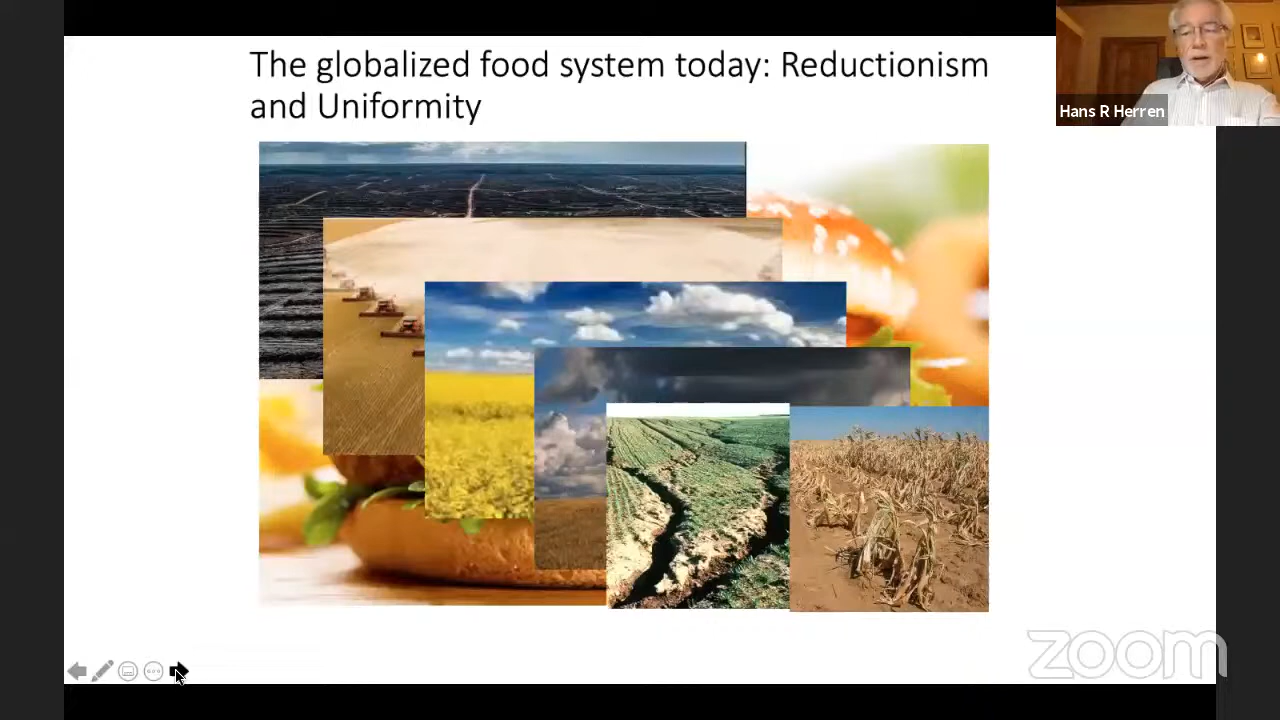 The globalized food system today: Reductionism
and Uniformity
Hans R Herren
zoom